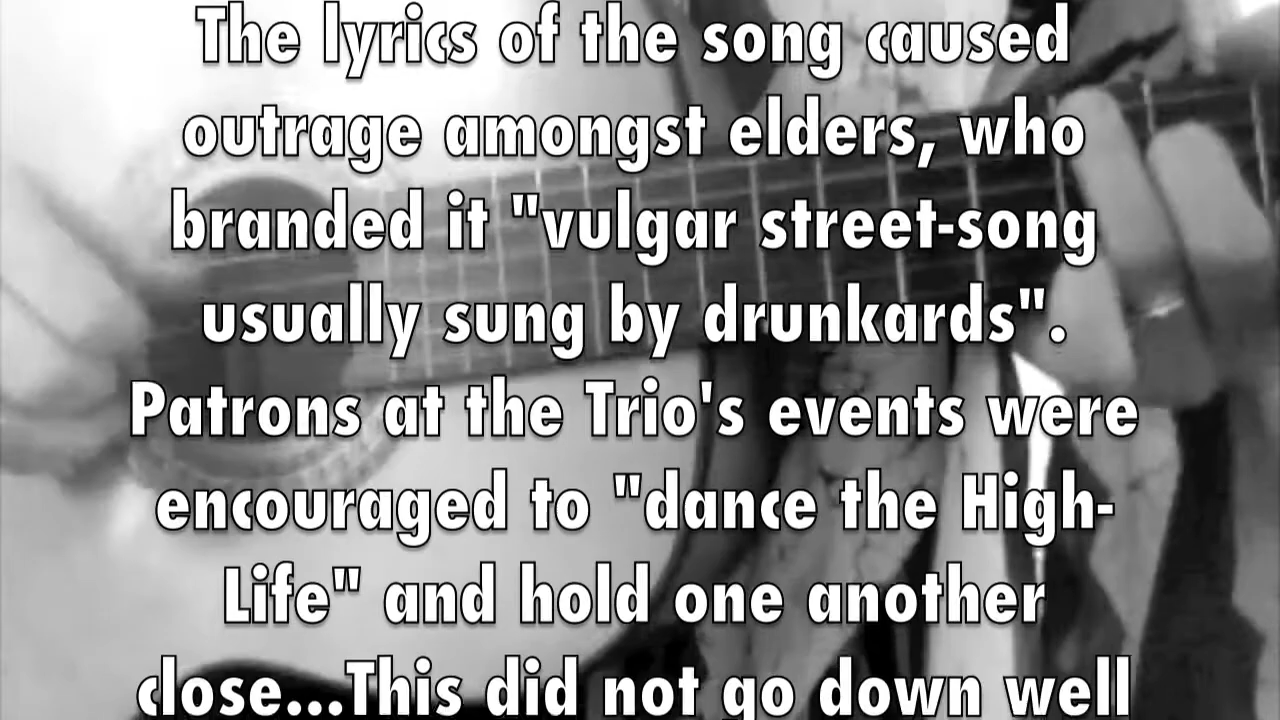 The lyrics of the song caused
outrage amongst elders, who
branded it "vulgar street-song
usually sung by drunkards".
Patrons at the Trio's events were
encouraged to "dance the High-
Life" and hold one another
close...This did not go down well